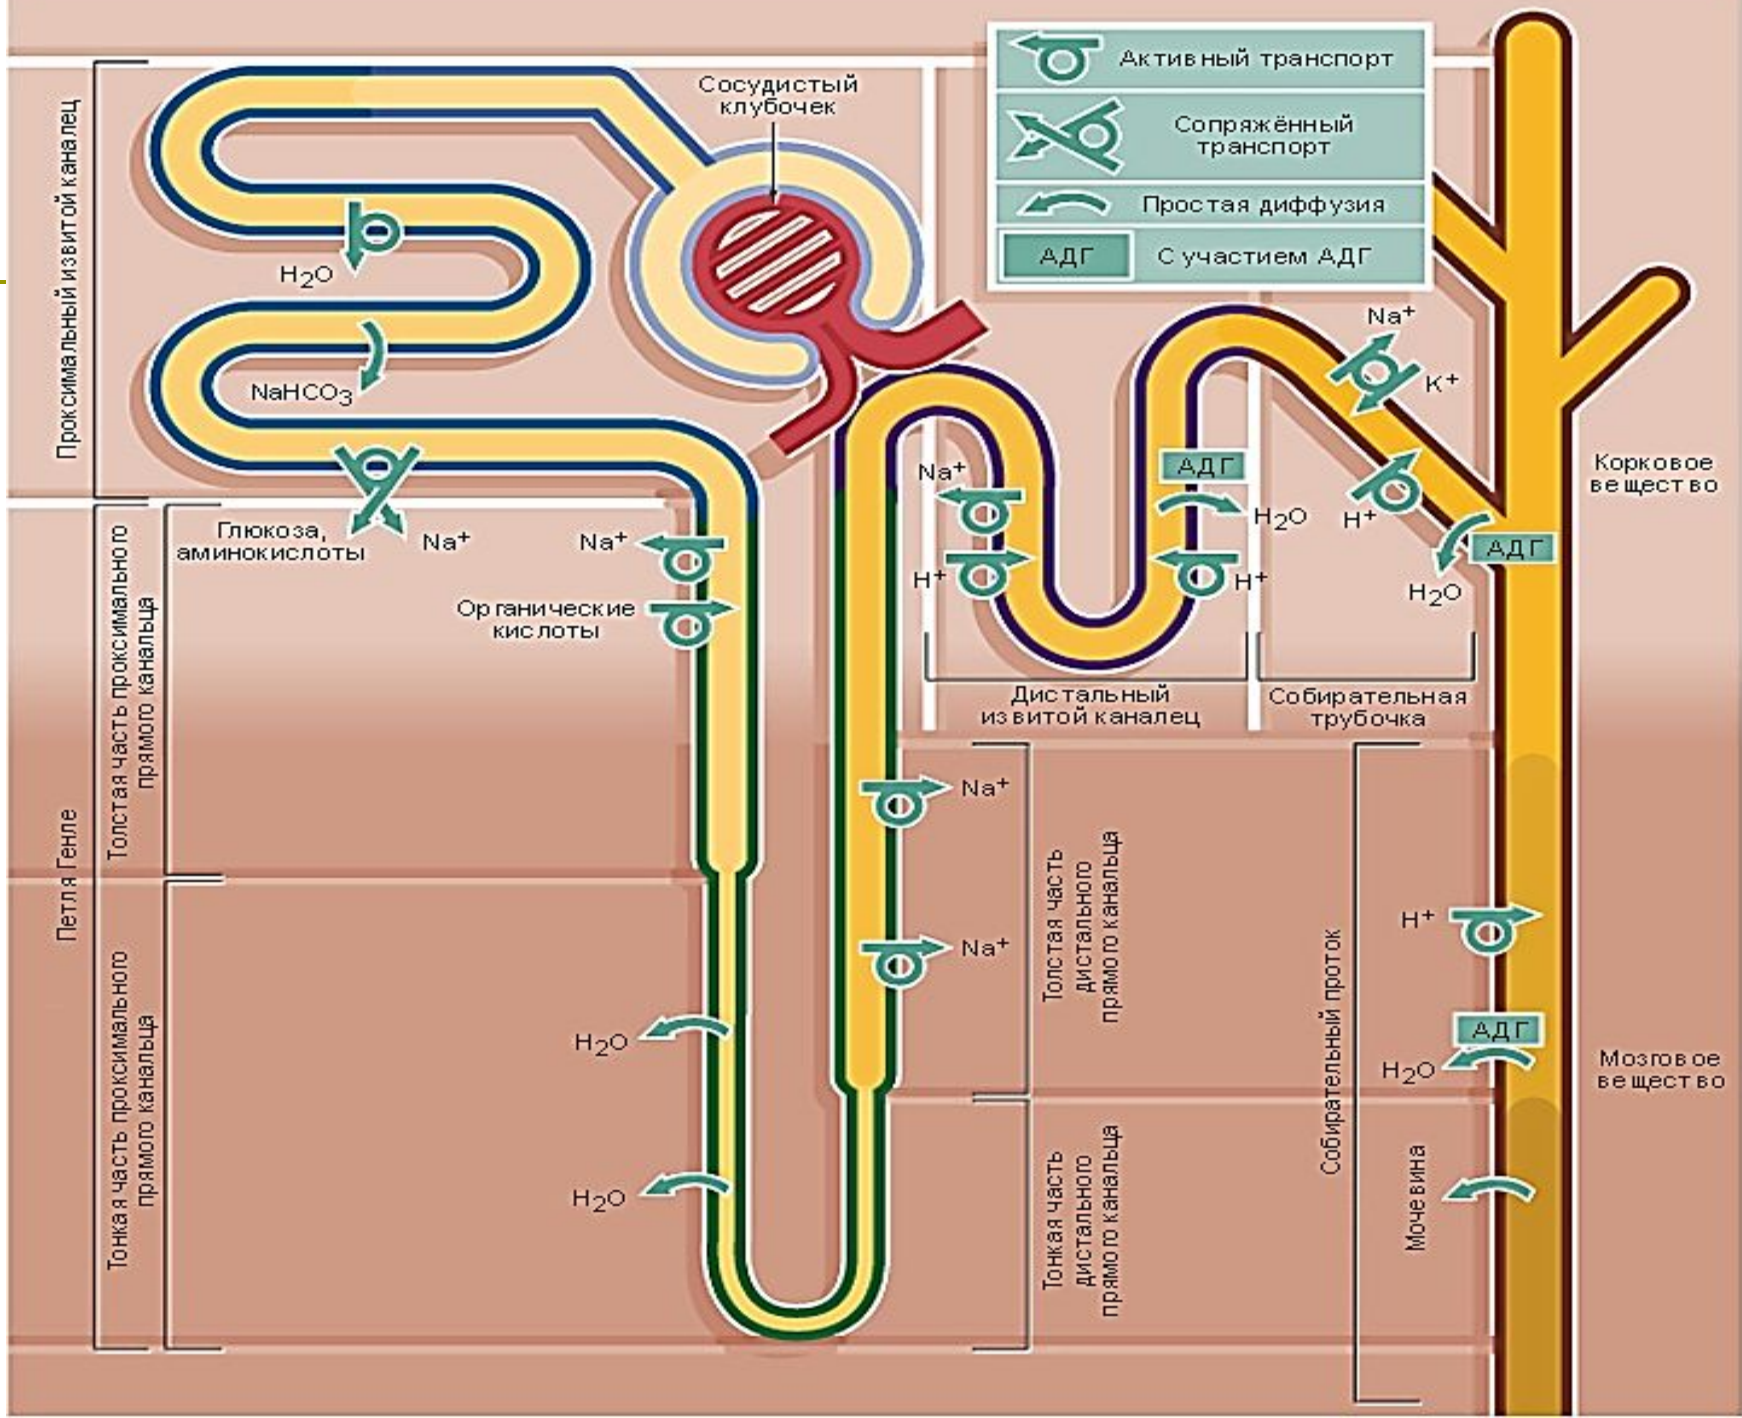 Сосудистый
клубочек
Активный транспорт
Сопряжённый
транспорт
Простая диффузия
АДГ
С участием АДГ
Проксимальный извитой каналец
H₂O
NaHCO₃
Глюкоза,
аминокислоты
Na⁺
Na⁺
Органические
кислоты
Na⁺
H⁺
АДГ
H₂O
H⁺
Na⁺
K⁺
H⁺
АДГ
H₂O
Корковое
вещество
Дистальный
извитой каналец
Собирательная
трубочка
Петля Генле
Толстая часть проксимального
прямого канальца
Тонкая часть проксимального
прямого канальца
Na⁺
Na⁺
H₂O
H₂O
Толстая часть
дистального
прямого канальца
Тонкая часть
дистального
прямого канальца
Собирательный проток
H⁺
АДГ
H₂O
Мочевина
Мозговое
вещество